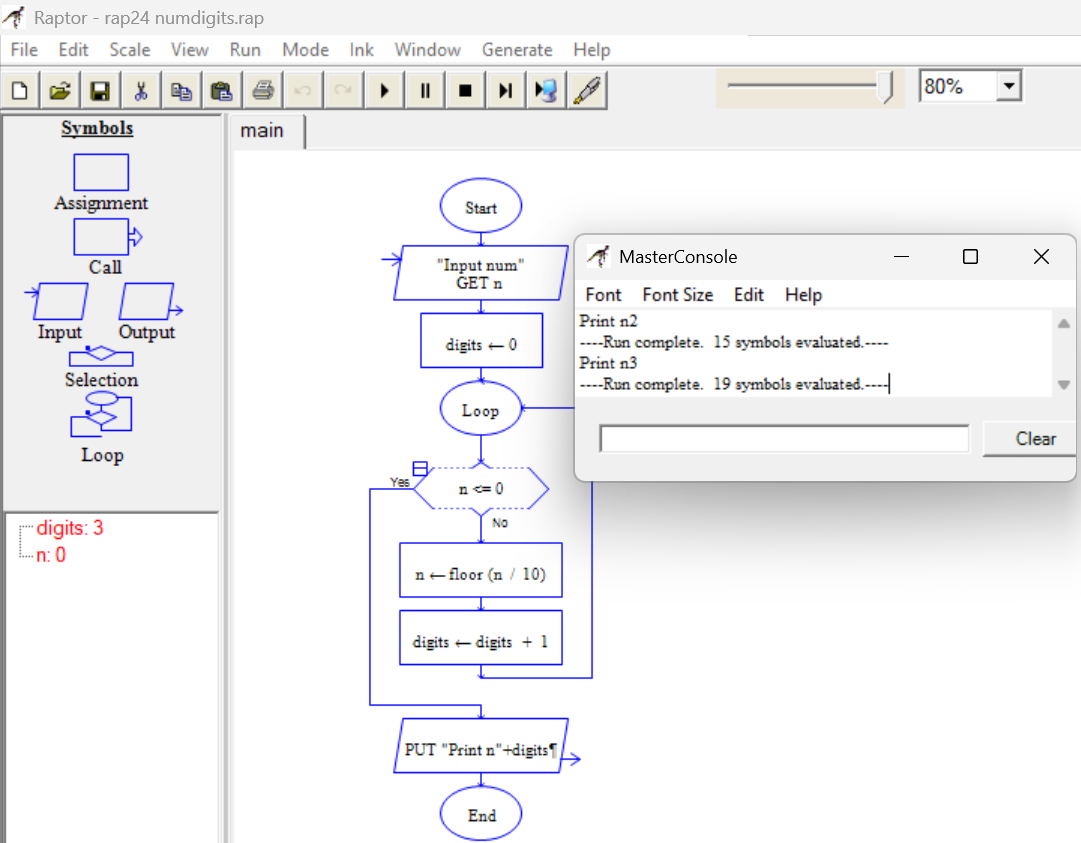 Raptor - rap24 numdigits.rap
File Edit Scale View Run Mode Ink Window Generate Help
80%
Symbols
Assignment
Call
Input Output
Selection
Loop
digits: 3
n: 0
main
Start
"Input num"
GET n
digits ← 0
Loop
Yes
n <= 0
No
n ← floor (n / 10)
digits ← digits + 1
PUT "Print n"+digits¶
End
MasterConsole
Font Font Size Edit Help
Print n2
----Run complete.  15 symbols evaluated.----
Print n3
----Run complete.  19 symbols evaluated.----
Clear